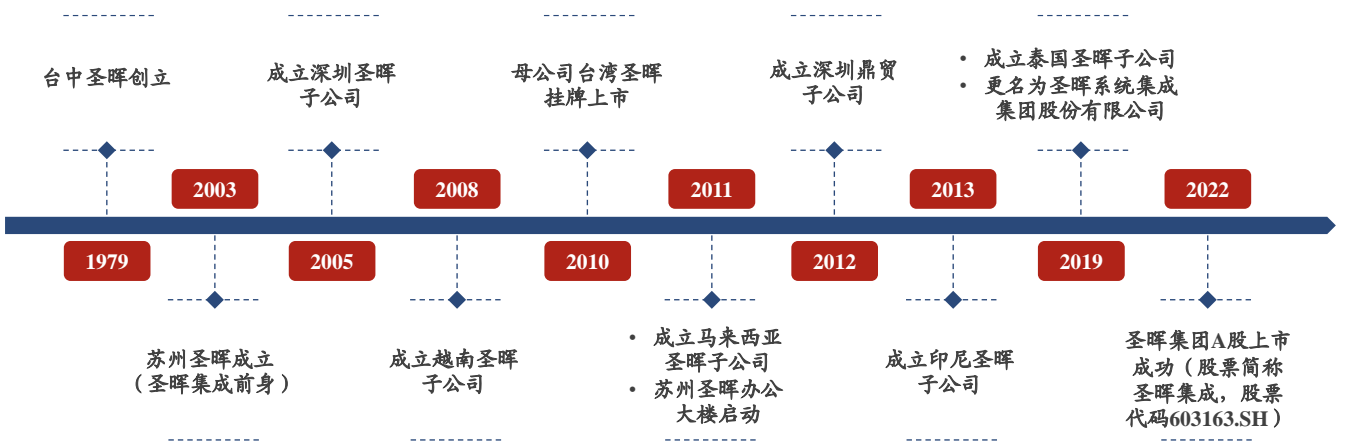 台中圣晖创立
成立深圳圣晖
子公司
母公司台湾圣晖
挂牌上市
成立深圳鼎贸
子公司
• 成立泰国圣晖子公司
• 更名为圣晖系统集成
集团股份有限公司
2003
2008
2011
2013
2022
1979
2005
2010
2012
2019
苏州圣晖成立
（圣晖集成前身）
成立越南圣晖
子公司
• 成立马来西亚
圣晖子公司
• 苏州圣晖办公
大楼启动
成立印尼圣晖
子公司
圣晖集团A股上市
成功（股票简称
圣晖集成，股票
代码603163.SH）